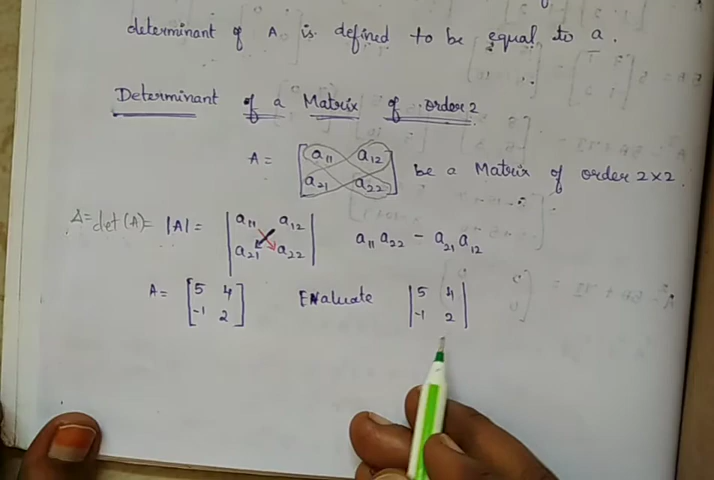 determinant of A is defined to be equal to a.
Determinant of a Matrix of order 2
A = [a11 a12
a21 a22] be a Matrix of order 2×2.
Δ = det(A) = |A| = |a11 a12
a21 a22| a11 a22 − a21 a12
A = [5 4
-1 2] Evaluate |5 4
-1 2|